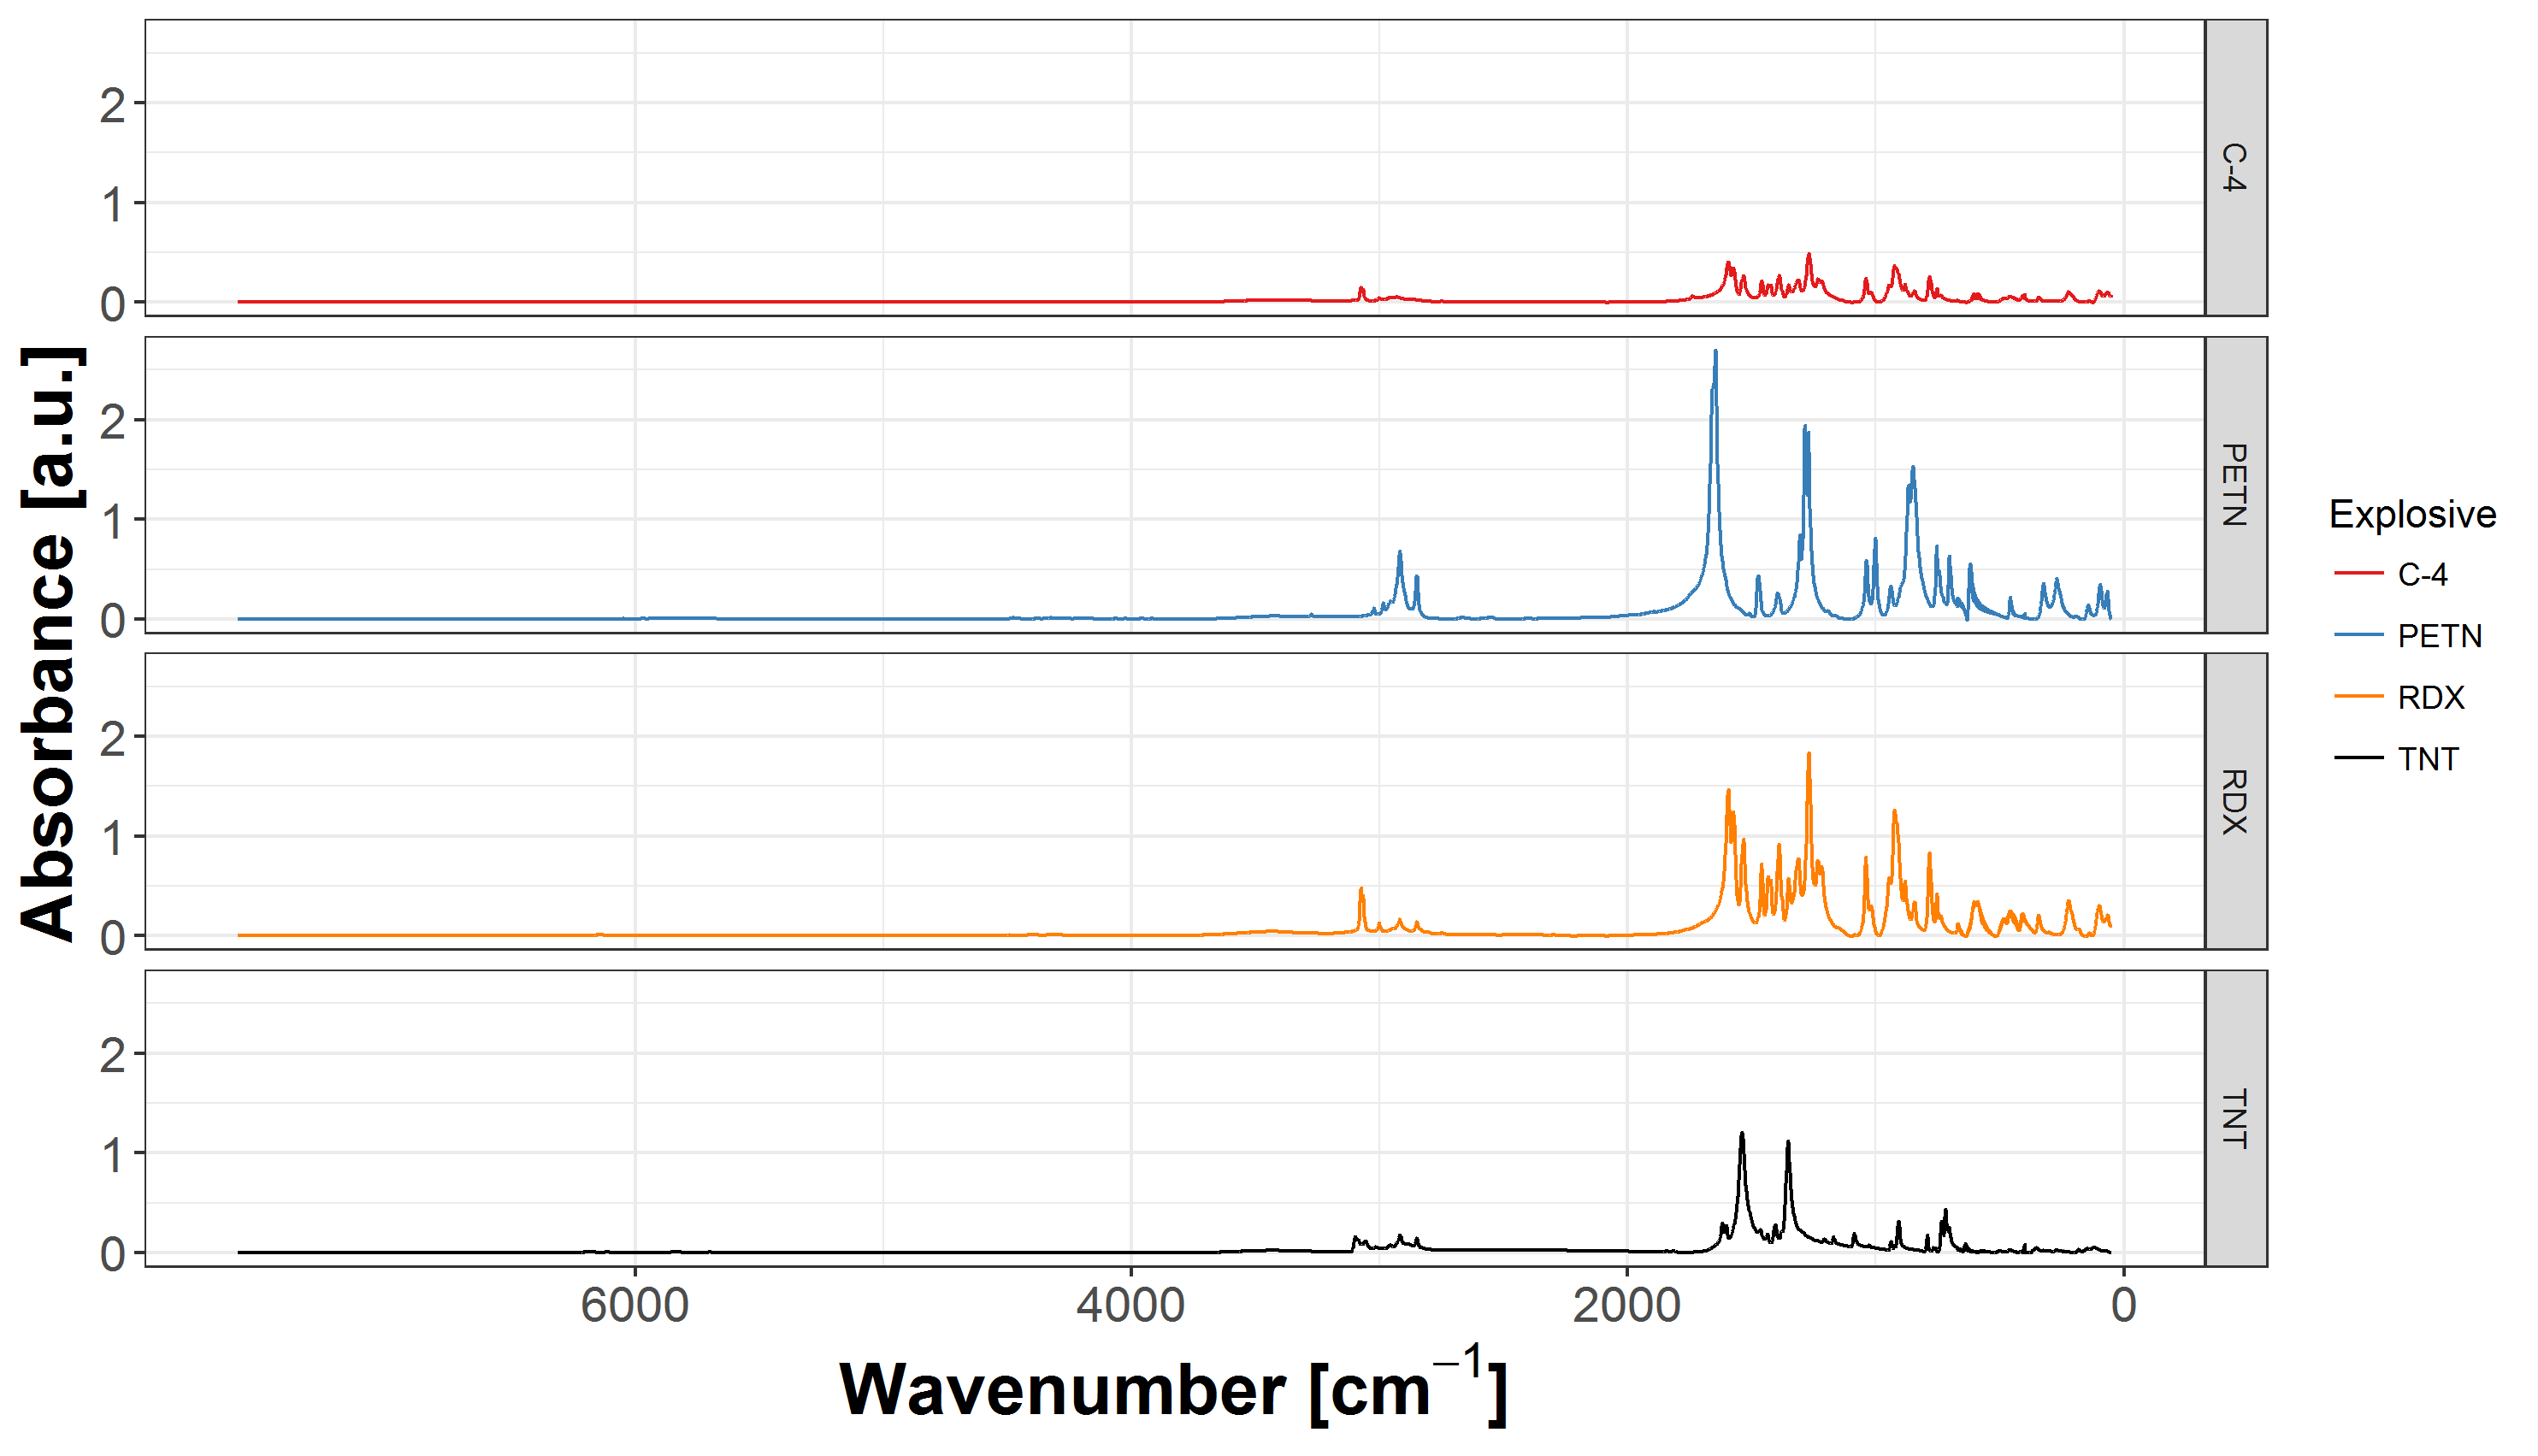 Absorbance [a.u.]
2
1
0
C-4
2
1
0
PETN
2
1
0
RDX
2
1
0
TNT
6000 4000 2000 0
Wavenumber [cm⁻¹]
Explosive
C-4
PETN
RDX
TNT